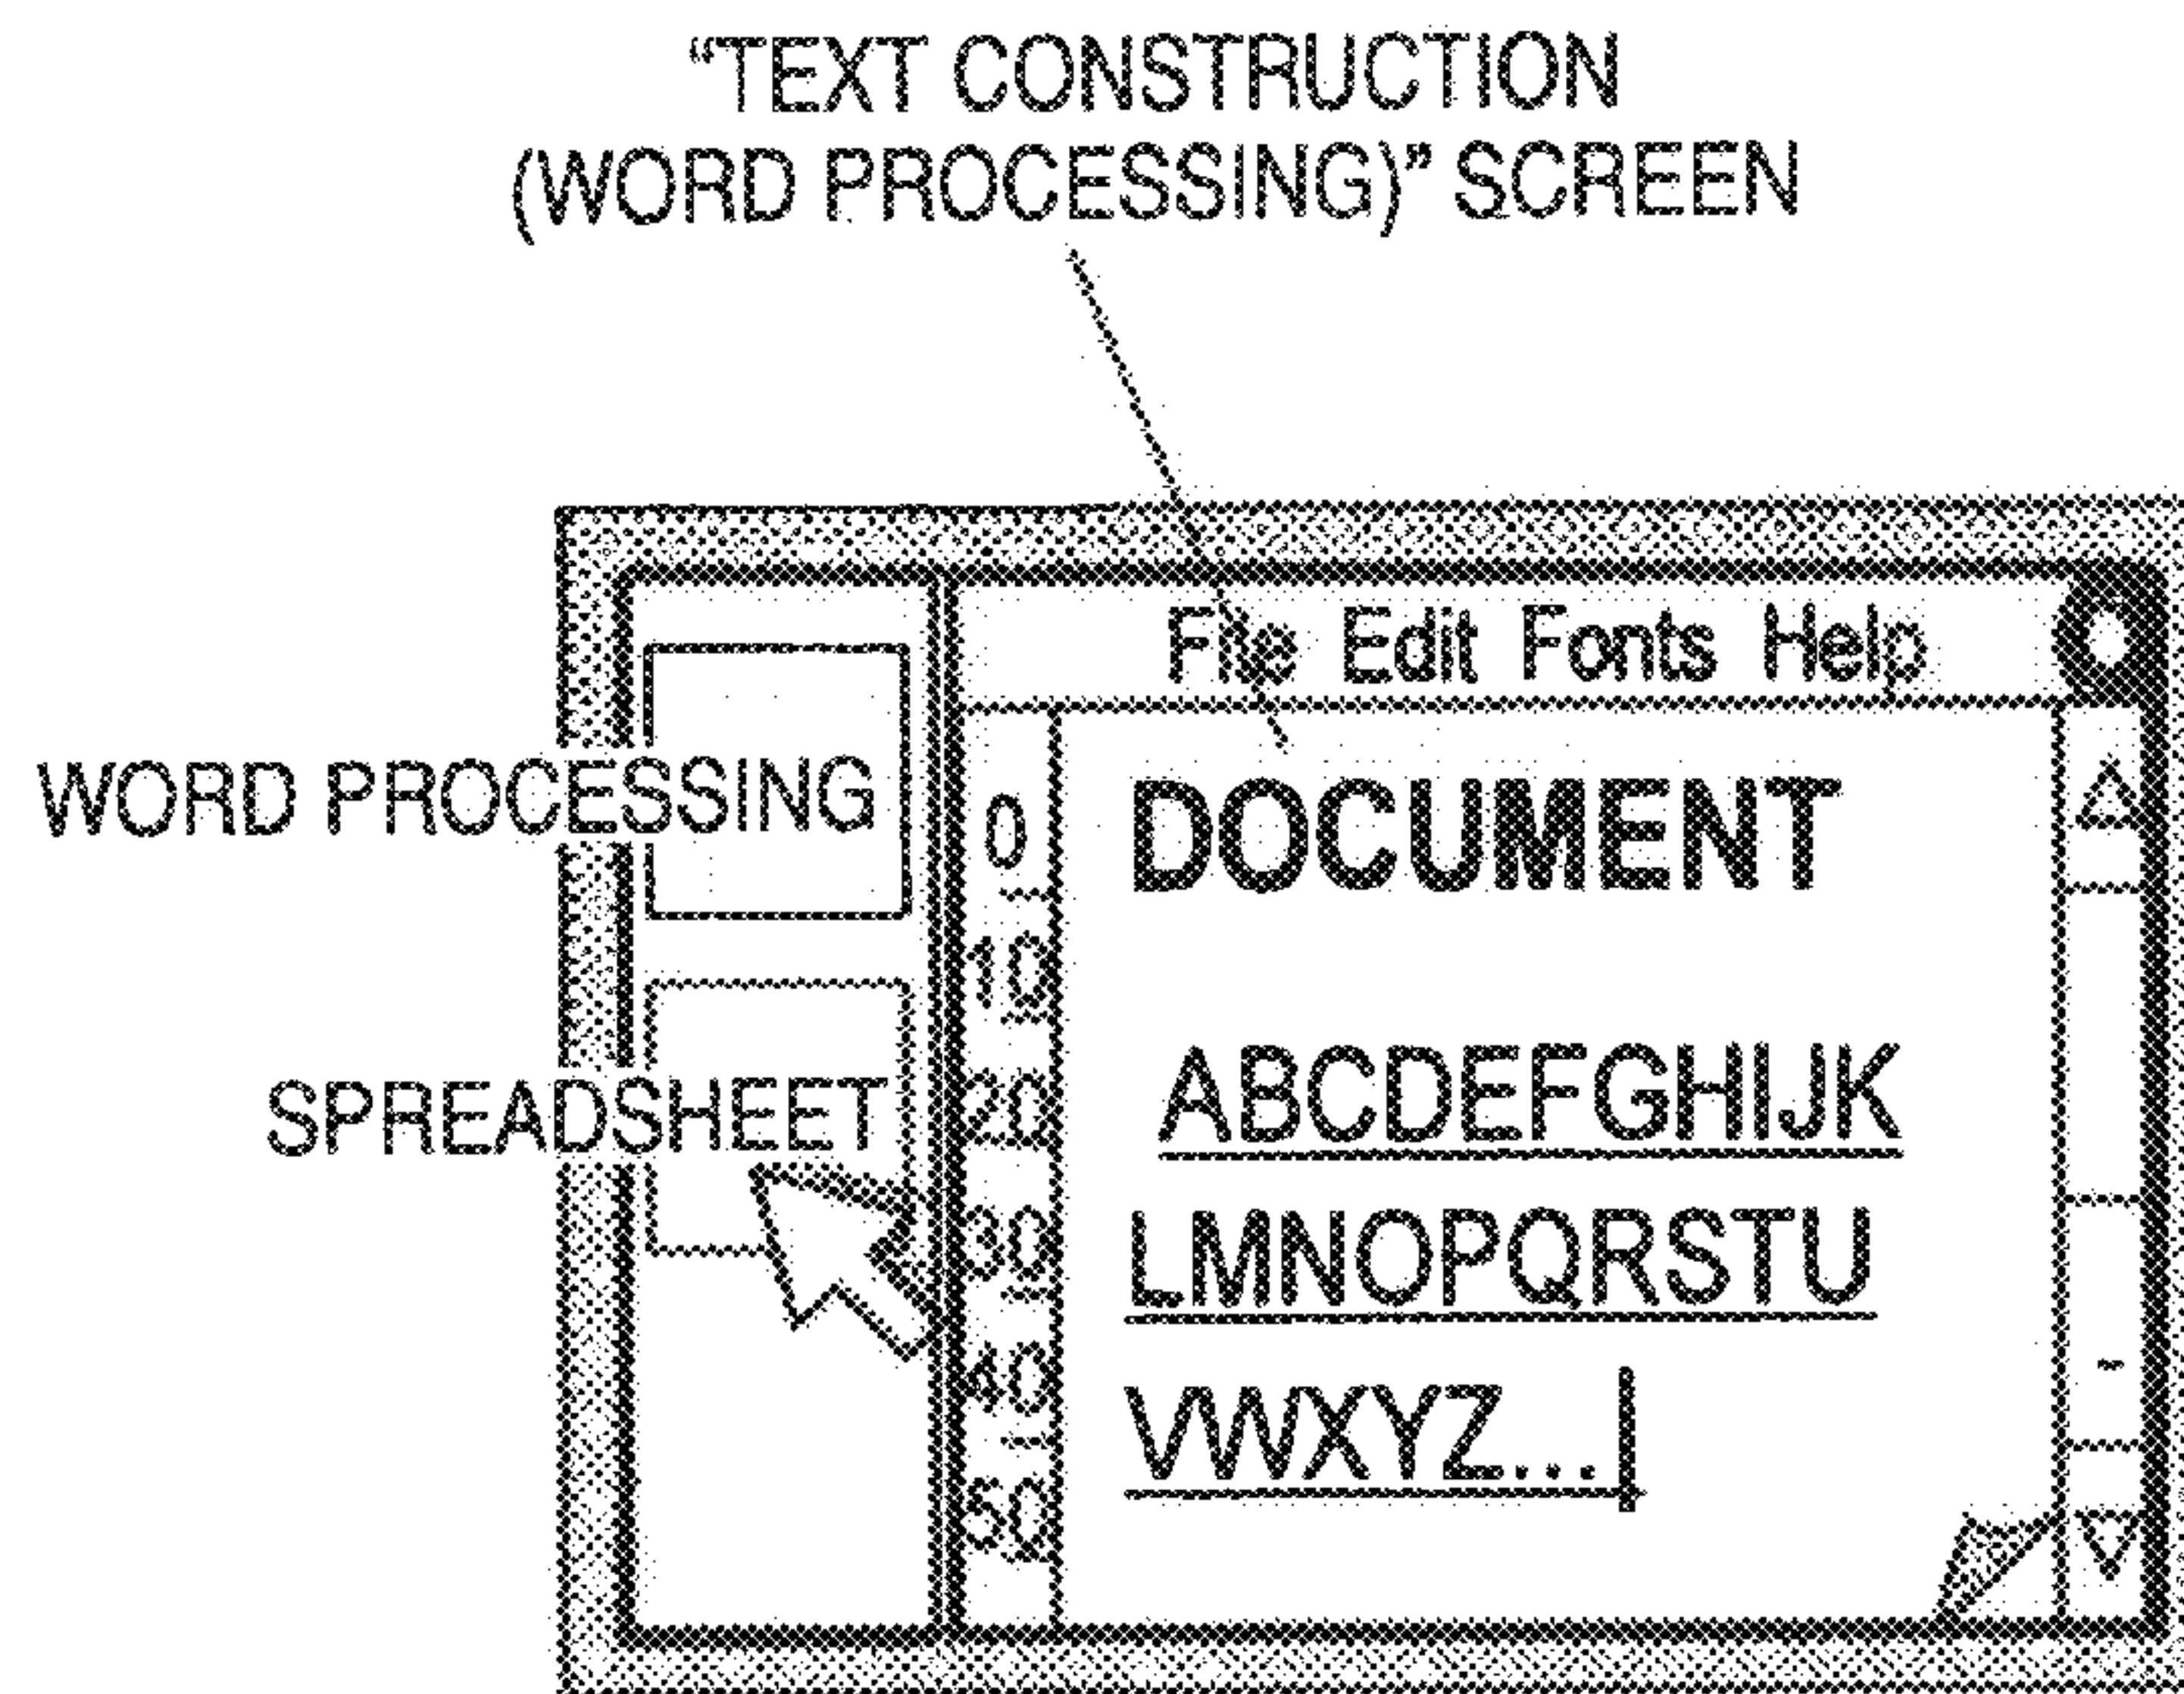 “TEXT CONSTRUCTION
(WORD PROCESSING)” SCREEN
File Edit Fonts Help
WORD PROCESSING
SPREADSHEET
0
10
20
30
40
50
DOCUMENT
ABCDEFGHIJK
LMNOPQRSTU
VWXYZ...